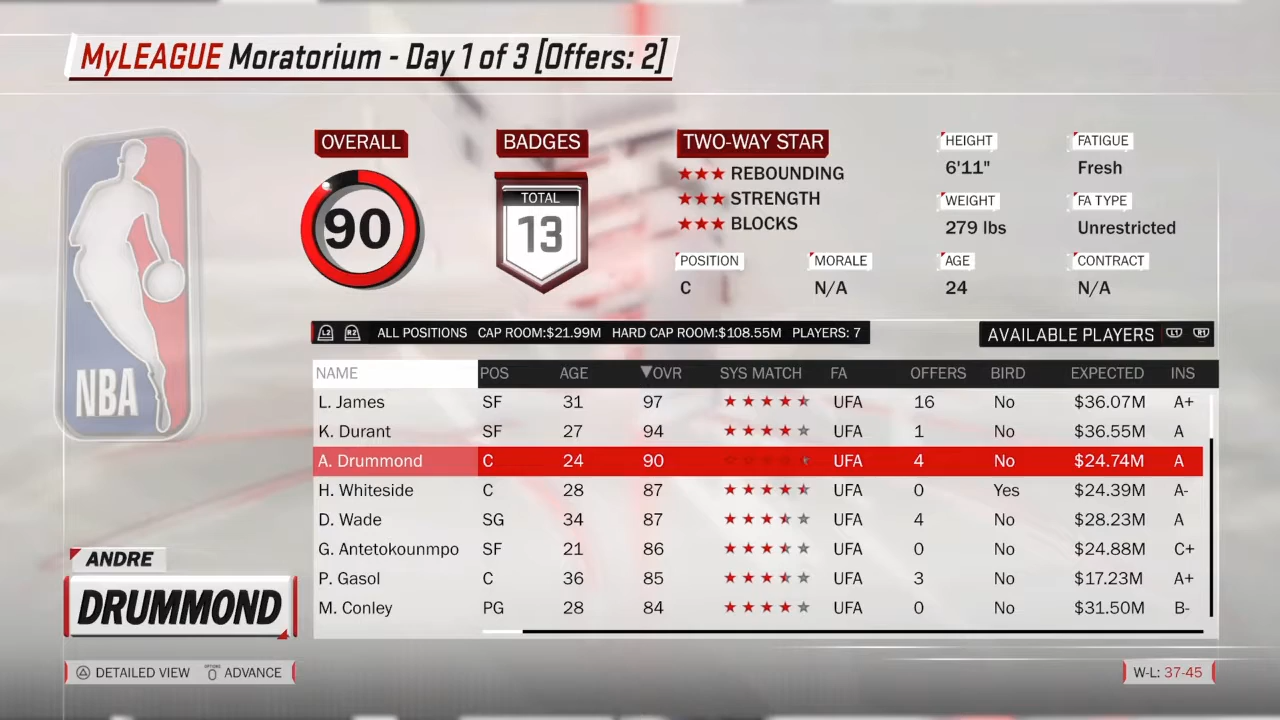 MyLEAGUE Moratorium - Day 1 of 3 [Offers: 2]
OVERALL
90
BADGES
TOTAL
13
TWO-WAY STAR
★★★ REBOUNDING
★★★ STRENGTH
★★★ BLOCKS
HEIGHT
6'11"
FATIGUE
Fresh
WEIGHT
279 lbs
FA TYPE
Unrestricted
POSITION
C
MORALE
N/A
AGE
24
CONTRACT
N/A
NBA
L2 R2 ALL POSITIONS CAP ROOM:$21.99M HARD CAP ROOM:$108.55M PLAYERS: 7
AVAILABLE PLAYERS L1 R1
NAME POS AGE ▼OVR SYS MATCH FA OFFERS BIRD EXPECTED INS
L. James SF 31 97 UFA 16 No $36.07M A+
K. Durant SF 27 94 UFA 1 No $36.55M A
A. Drummond C 24 90 UFA 4 No $24.74M A
H. Whiteside C 28 87 UFA 0 Yes $24.39M A-
D. Wade SG 34 87 UFA 4 No $28.23M A
G. Antetokounmpo SF 21 86 UFA 0 No $24.88M C+
P. Gasol C 36 85 UFA 3 No $17.23M A+
M. Conley PG 28 84 UFA 0 No $31.50M B-
ANDRE
DRUMMOND
DETAILED VIEW OPTIONS ADVANCE
W-L: 37-45